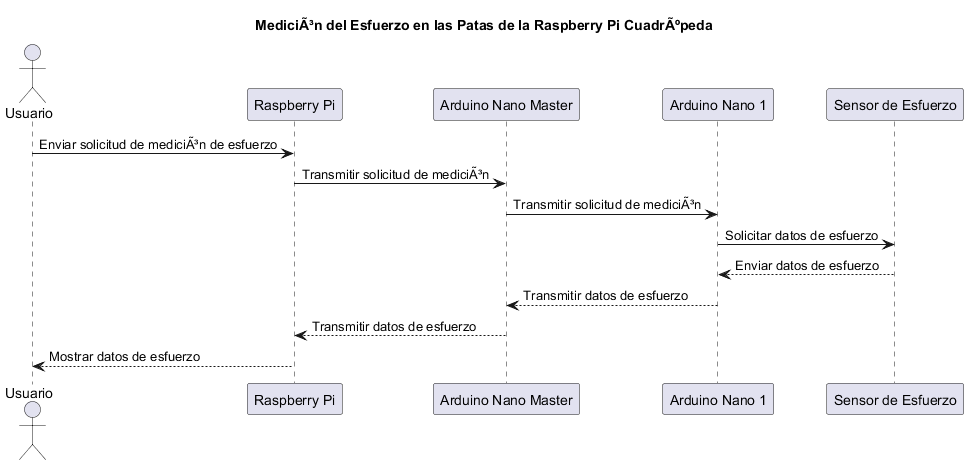 MediciÃ³n del Esfuerzo en las Patas de la Raspberry Pi CuadrÃºpeda
Usuario
Raspberry Pi
Arduino Nano Master
Arduino Nano 1
Sensor de Esfuerzo
Enviar solicitud de mediciÃ³n de esfuerzo
Transmitir solicitud de mediciÃ³n
Transmitir solicitud de mediciÃ³n
Solicitar datos de esfuerzo
Enviar datos de esfuerzo
Transmitir datos de esfuerzo
Transmitir datos de esfuerzo
Mostrar datos de esfuerzo
Usuario
Raspberry Pi
Arduino Nano Master
Arduino Nano 1
Sensor de Esfuerzo